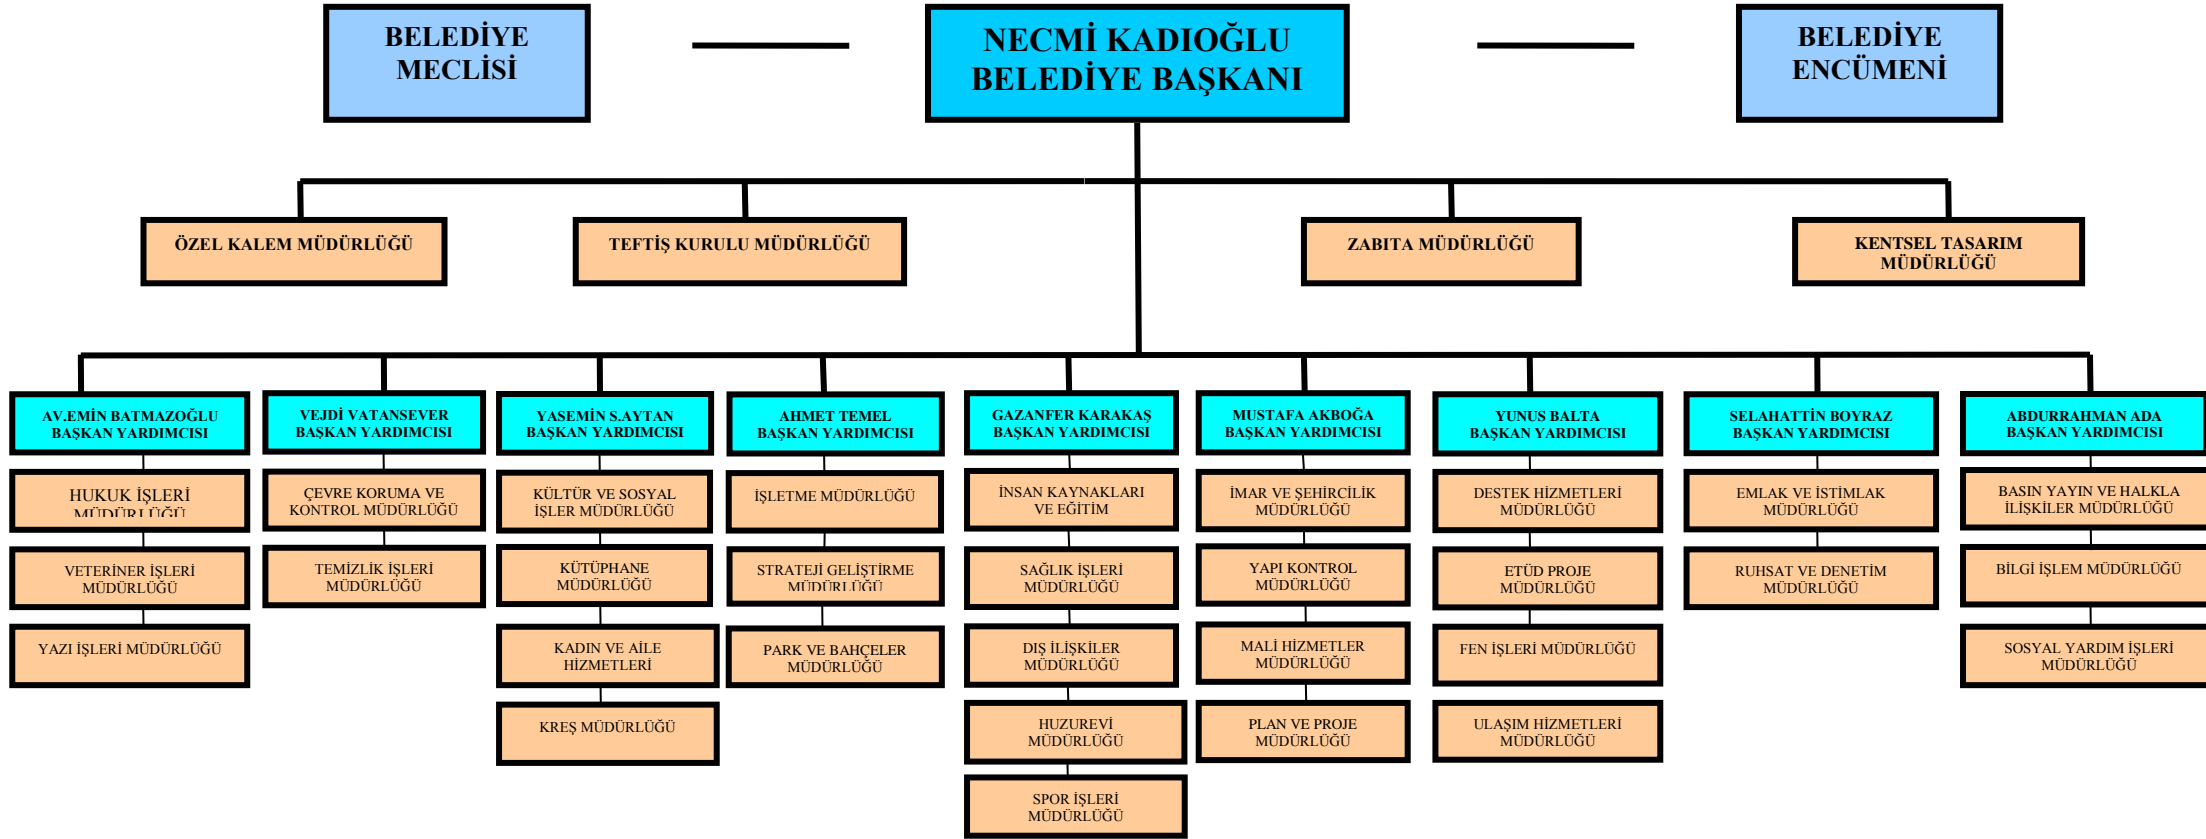 BELEDİYE
MECLİSİ
NECMİ KADIOĞLU
BELEDİYE BAŞKANI
BELEDİYE
ENCÜMENİ
ÖZEL KALEM MÜDÜRLÜĞÜ
TEFTİŞ KURULU MÜDÜRLÜĞÜ
ZABITA MÜDÜRLÜĞÜ
KENTSEL TASARIM
MÜDÜRLÜĞÜ
AV.EMİN BATMAZOĞLU
BAŞKAN YARDIMCISI
HUKUK İŞLERİ
MÜDÜRLÜĞÜ
VETERİNER İŞLERİ
MÜDÜRLÜĞÜ
YAZI İŞLERİ MÜDÜRLÜĞÜ
VEJDİ VATANSEVER
BAŞKAN YARDIMCISI
ÇEVRE KORUMA VE
KONTROL MÜDÜRLÜĞÜ
TEMİZLİK İŞLERİ
MÜDÜRLÜĞÜ
YASEMİN S.AYTAN
BAŞKAN YARDIMCISI
KÜLTÜR VE SOSYAL
İŞLER MÜDÜRLÜĞÜ
KÜTÜPHANE
MÜDÜRLÜĞÜ
KADIN VE AİLE
HİZMETLERİ
KREŞ MÜDÜRLÜĞÜ
AHMET TEMEL
BAŞKAN YARDIMCISI
İŞLETME MÜDÜRLÜĞÜ
STRATEJİ GELİŞTİRME
MÜDÜRLÜĞÜ
PARK VE BAHÇELER
MÜDÜRLÜĞÜ
GAZANFER KARAKAŞ
BAŞKAN YARDIMCISI
İNSAN KAYNAKLARI
VE EĞİTİM
SAĞLIK İŞLERİ
MÜDÜRLÜĞÜ
DIŞ İLİŞKİLER
MÜDÜRLÜĞÜ
HUZUREVİ
MÜDÜRLÜĞÜ
SPOR İŞLERİ
MÜDÜRLÜĞÜ
MUSTAFA AKBOĞA
BAŞKAN YARDIMCISI
İMAR VE ŞEHİRCİLİK
MÜDÜRLÜĞÜ
YAPI KONTROL
MÜDÜRLÜĞÜ
MALİ HİZMETLER
MÜDÜRLÜĞÜ
PLAN VE PROJE
MÜDÜRLÜĞÜ
YUNUS BALTA
BAŞKAN YARDIMCISI
DESTEK HİZMETLERİ
MÜDÜRLÜĞÜ
ETÜD PROJE
MÜDÜRLÜĞÜ
FEN İŞLERİ MÜDÜRLÜĞÜ
ULAŞIM HİZMETLERİ
MÜDÜRLÜĞÜ
SELAHATTİN BOYRAZ
BAŞKAN YARDIMCISI
EMLAK VE İSTİMLAK
MÜDÜRLÜĞÜ
RUHSAT VE DENETİM
MÜDÜRLÜĞÜ
ABDURRAHMAN ADA
BAŞKAN YARDIMCISI
BASIN YAYIN VE HALKLA
İLİŞKİLER MÜDÜRLÜĞÜ
BİLGİ İŞLEM MÜDÜRLÜĞÜ
SOSYAL YARDIM İŞLERİ
MÜDÜRLÜĞÜ